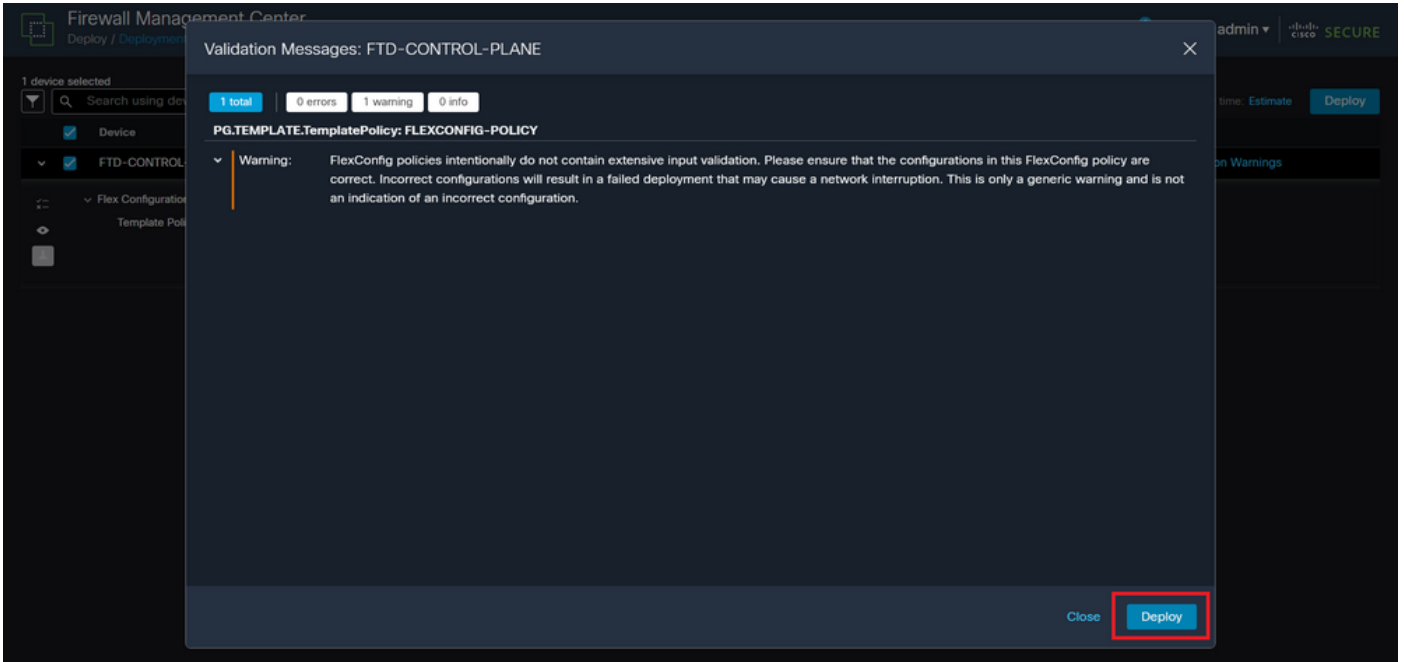 Firewall Management Center
Deploy / Deployment
admin
cisco SECURE
Validation Messages: FTD-CONTROL-PLANE
1 device selected
Search using dev
1 total
0 errors
1 warning
0 info
time: Estimate
Deploy
Device
PG.TEMPLATE.TemplatePolicy: FLEXCONFIG-POLICY
FTD-CONTROL-
Warning:
FlexConfig policies intentionally do not contain extensive input validation. Please ensure that the configurations in this FlexConfig policy are
correct. Incorrect configurations will result in a failed deployment that may cause a network interruption. This is only a generic warning and is not
an indication of an incorrect configuration.
on Warnings
Flex Configuration
Template Poli
Close
Deploy